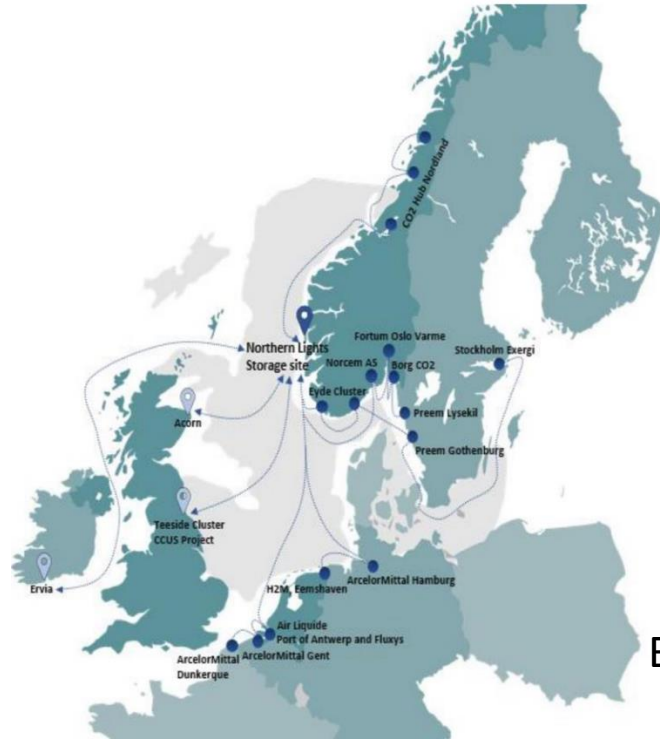 CO2 Hub Nordland
Northern Lights
Storage site
Fortum Oslo Varme
Stockholm Exergi
Norcem AS
Borg CO2
Eyde Cluster
Preem Lysekil
Acorn
Preem Gothenburg
Teeside Cluster
CCUS Project
Ervia
H2M, Eemshaven
ArcelorMittal Hamburg
Air Liquide
Port of Antwerp and Fluxys
ArcelorMittal Gent
ArcelorMittal
Dunkerque
E